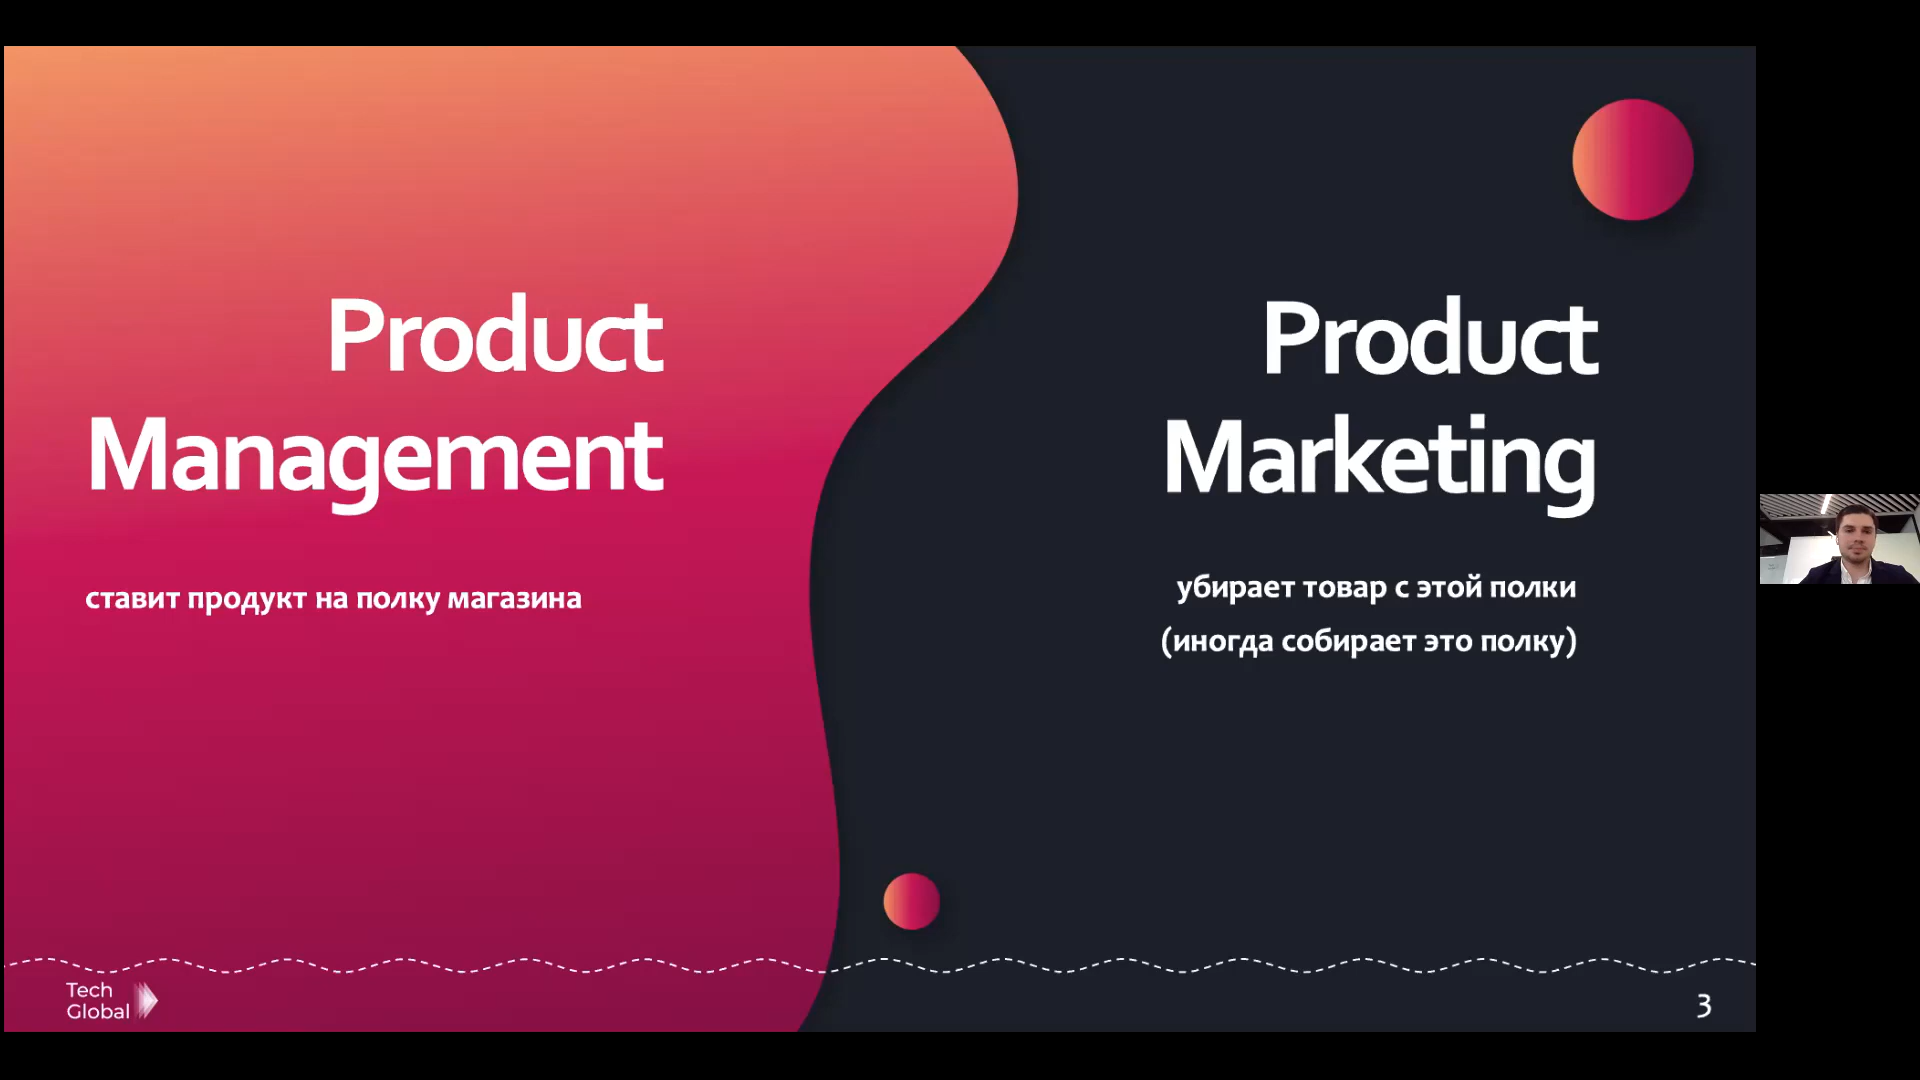 Product
Management
ставит продукт на полку магазина
Product
Marketing
убирает товар с этой полки
(иногда собирает это полку)
Tech
Global
3